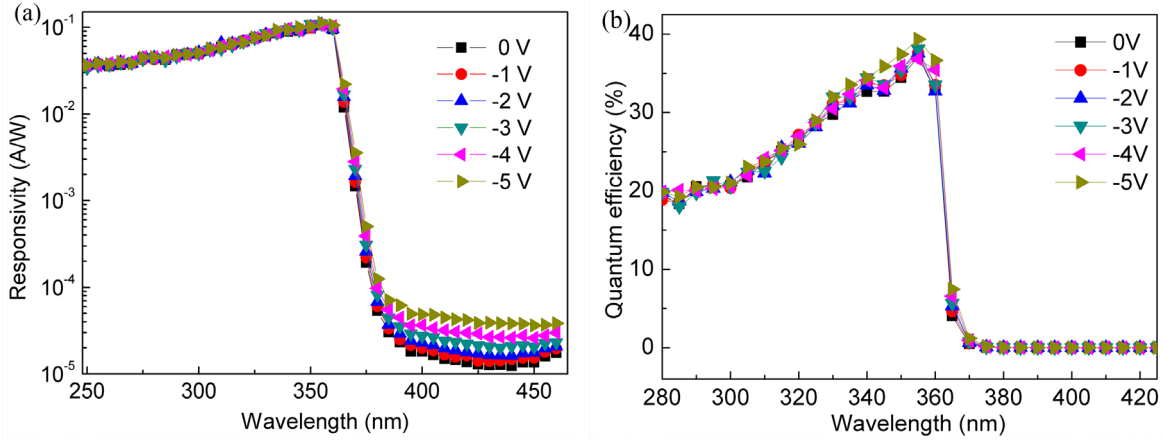 (a)
Responsivity (A/W)
10⁻¹
10⁻²
10⁻³
10⁻⁴
10⁻⁵
0 V
-1 V
-2 V
-3 V
-4 V
-5 V
250 300 350 400 450
Wavelength (nm)
(b)
Quantum efficiency (%)
40
30
20
10
0
0V
-1V
-2V
-3V
-4V
-5V
280 300 320 340 360 380 400 420
Wavelength (nm)